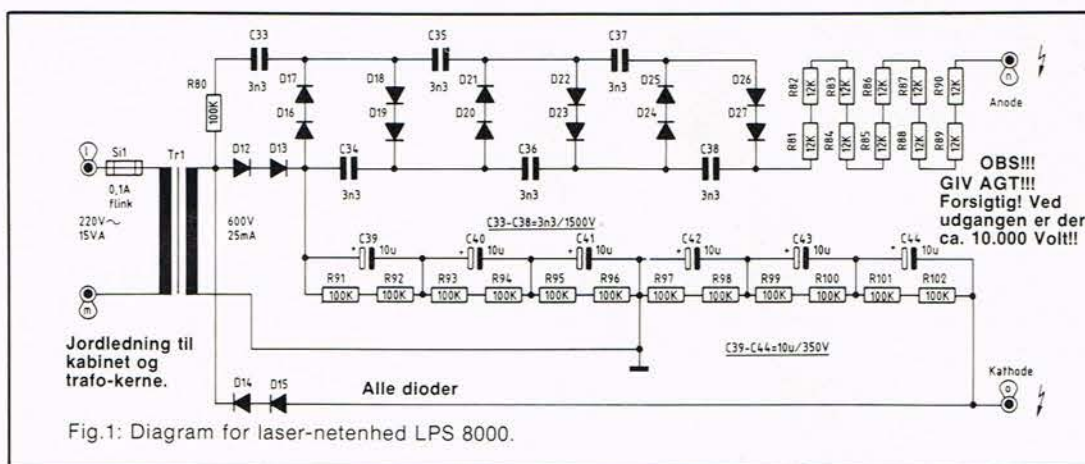 C33
C35
C37
R80
100K
3n3
3n3
3n3
D17
D18
D21
D22
D25
D26
D16
D19
D20
D23
D24
D27
R82
12K
R83
12K
R86
12K
R87
12K
R90
12K
R81
12K
R84
12K
R85
12K
R88
12K
R89
12K
n
Anode
l
Si1
0,1A
flink
Tr1
D12
D13
C34
3n3
C36
3n3
C38
3n3
220V~
15VA
600V
25mA
C33-C38=3n3/1500V
OBS!!!
GIV AGT!!!
Forsigtig! Ved
udgangen er der
ca. 10.000 Volt!!
+ C39
10u
+ C40
10u
+ C41
10u
C42
10u
+ C43
10u
+ C44
10u
R91
100K
R92
100K
R93
100K
R94
100K
R95
100K
R96
100K
R97
100K
R98
100K
R99
100K
R100
100K
R101
100K
R102
100K
m
Jordledning til
kabinet og
trafo-kerne.
C39-C44=10u/350V
D14
D15
Alle dioder
Kathode
o
Fig.1: Diagram for laser-netenhed LPS 8000.